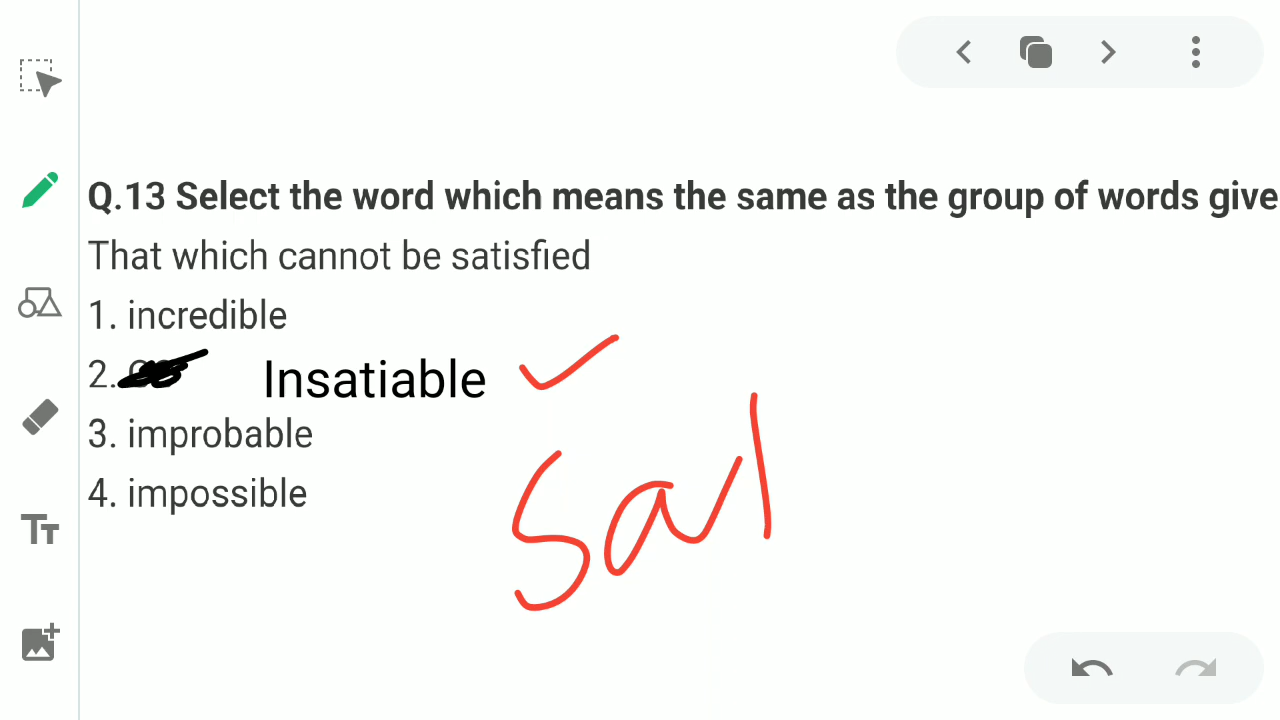 Q.13 Select the word which means the same as the group of words give
That which cannot be satisfied
1. incredible
2. Insatiable
3. improbable
4. impossible
Sal
TT